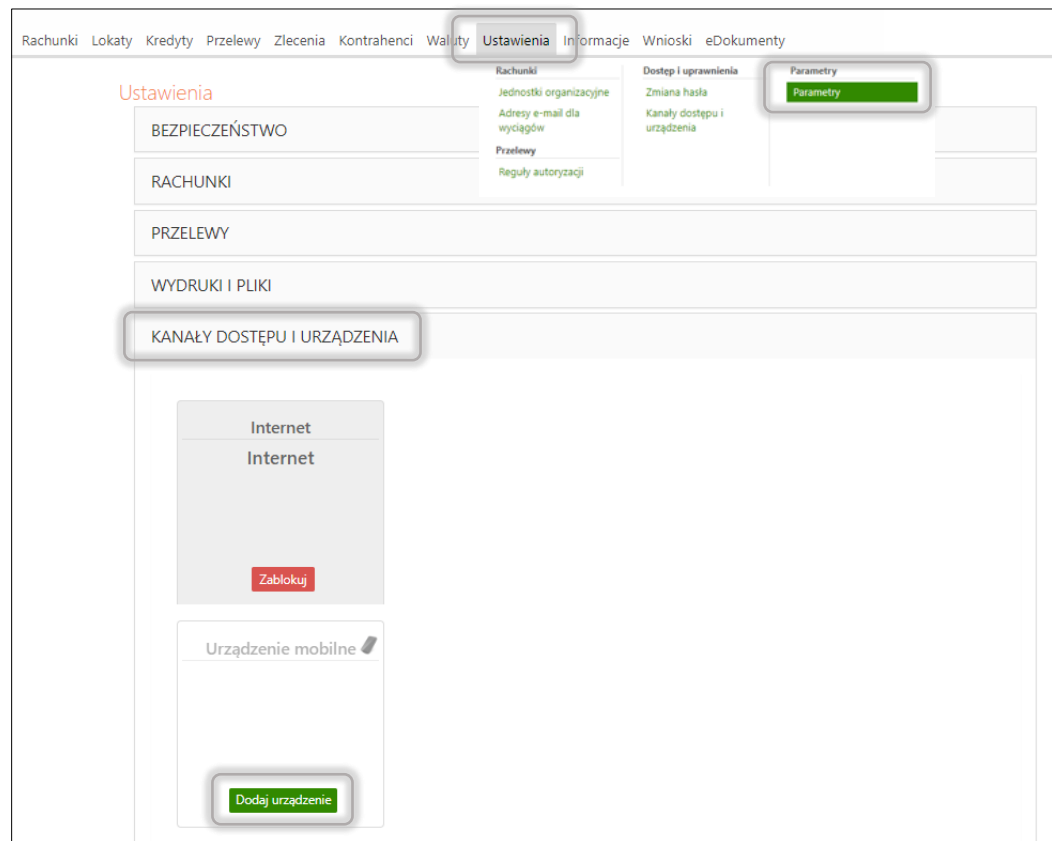 Rachunki Lokaty Kredyty Przelewy Zlecenia Kontrahenci Waluty Ustawienia Informacje Wnioski eDokumenty
Rachunki
Jednostki organizacyjne
Adresy e-mail dla
wyciągów
Przelewy
Reguły autoryzacji
Dostęp i uprawnienia
Zmiana hasła
Kanały dostępu i
urządzenia
Parametry
Parametry
Ustawienia
BEZPIECZEŃSTWO
RACHUNKI
PRZELEWY
WYDRUKI I PLIKI
KANAŁY DOSTĘPU I URZĄDZENIA
Internet
Internet
Zablokuj
Urządzenie mobilne
Dodaj urządzenie